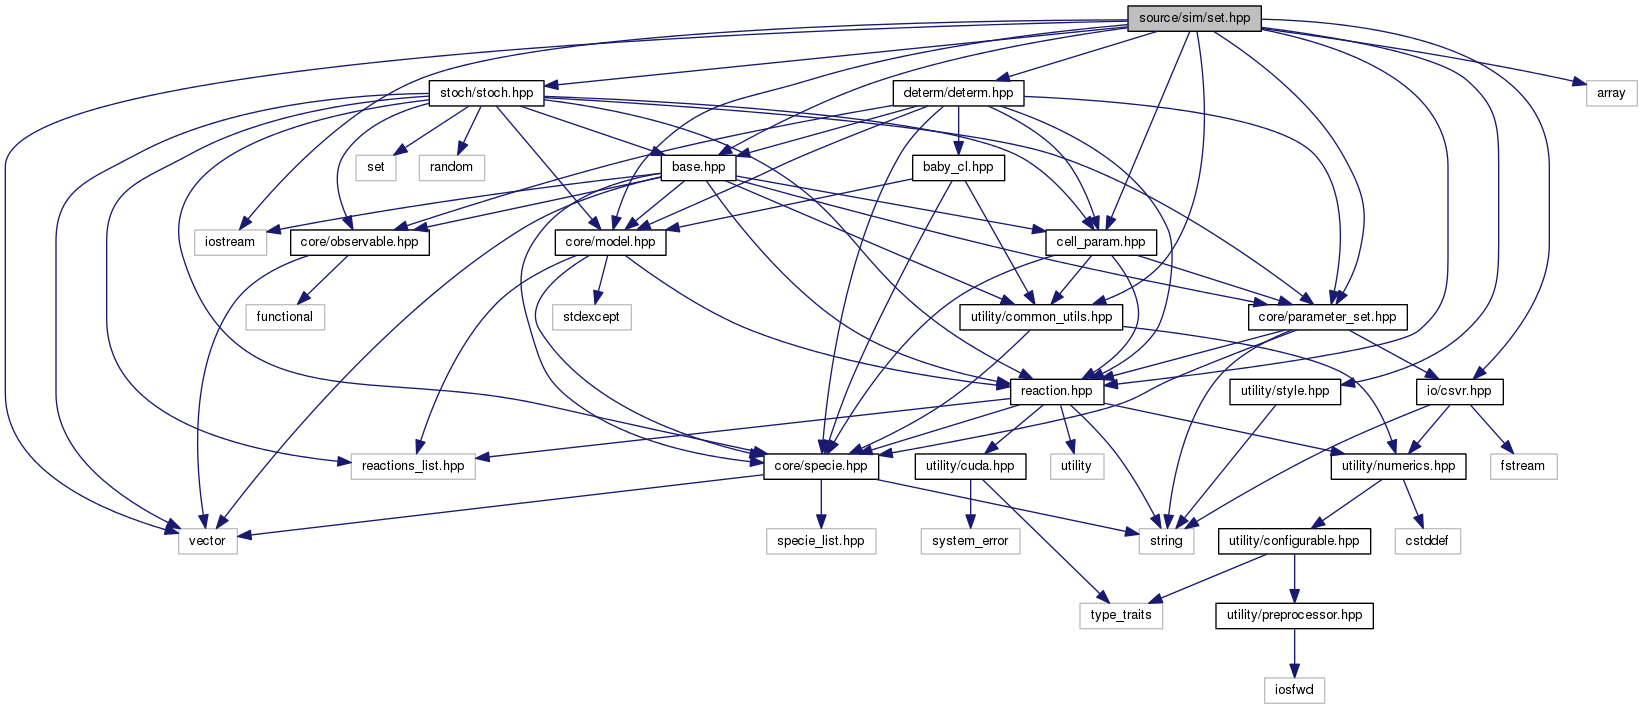 source/sim/set.hpp
stoch/stoch.hpp
determ/determ.hpp
array
set
random
base.hpp
baby_cl.hpp
iostream
core/observable.hpp
core/model.hpp
cell_param.hpp
functional
stdexcept
utility/common_utils.hpp
core/parameter_set.hpp
reaction.hpp
utility/style.hpp
io/csvr.hpp
reactions_list.hpp
core/specie.hpp
utility/cuda.hpp
utility
utility/numerics.hpp
fstream
vector
specie_list.hpp
system_error
string
utility/configurable.hpp
cstddef
type_traits
utility/preprocessor.hpp
iosfwd